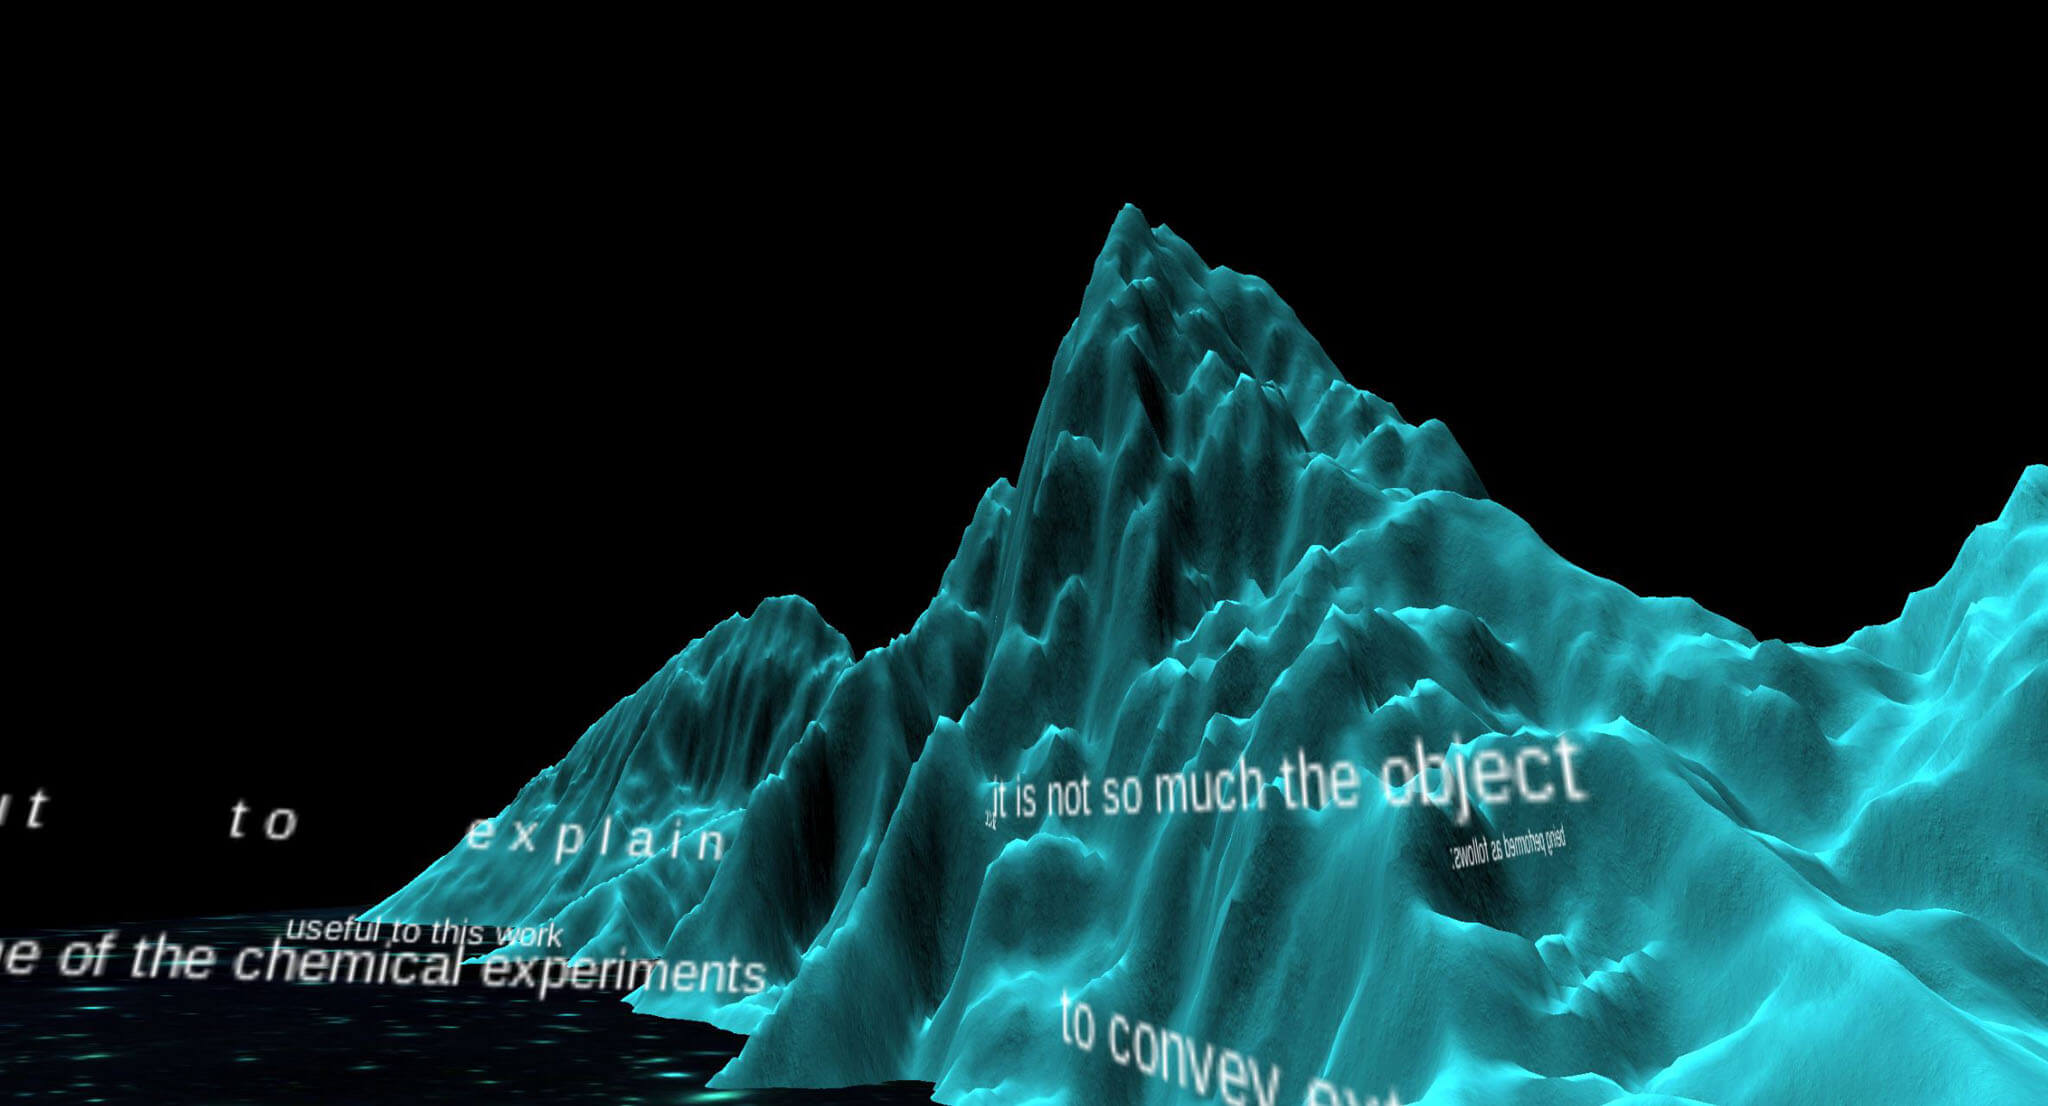 it is not so much the object
to explain
being performed as follows:
useful to this work
of the chemical experiments
to convey